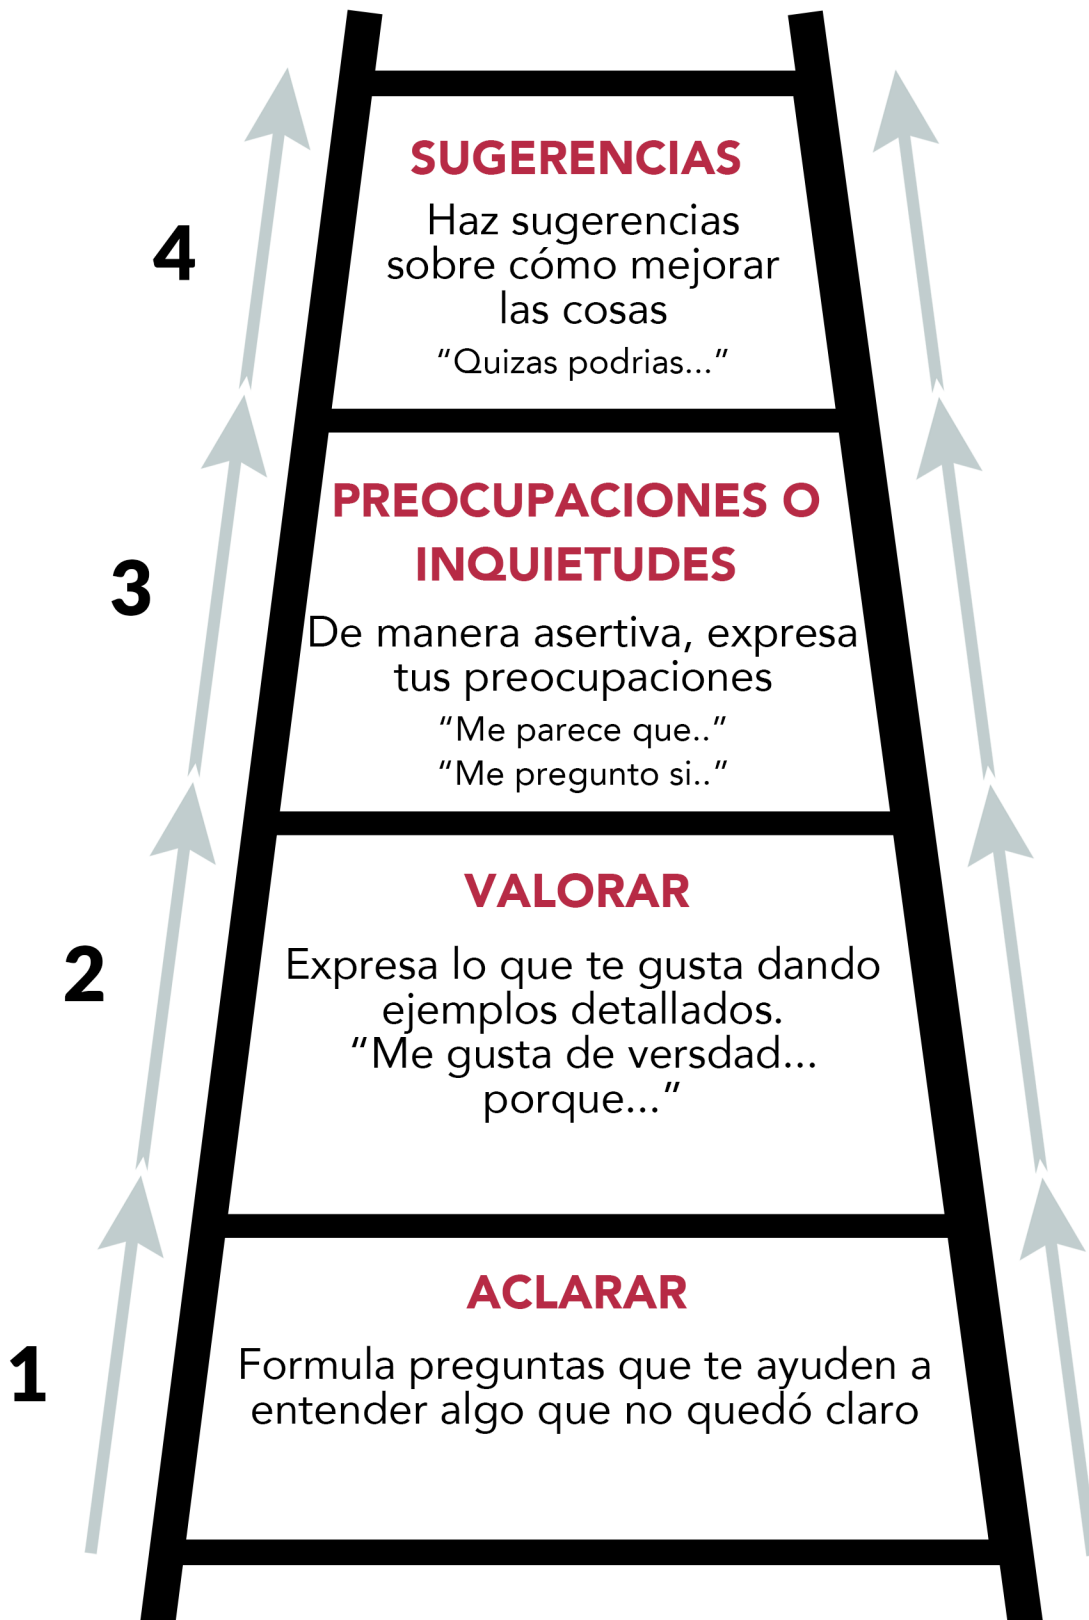 SUGERENCIAS
4
Haz sugerencias
sobre cómo mejorar
las cosas
“Quizas podrias...”
PREOCUPACIONES O
INQUIETUDES
3
De manera asertiva, expresa
tus preocupaciones
“Me parece que..”
“Me pregunto si..”
VALORAR
2
Expresa lo que te gusta dando
ejemplos detallados.
“Me gusta de versdad...
porque...”
ACLARAR
1
Formula preguntas que te ayuden a
entender algo que no quedó claro